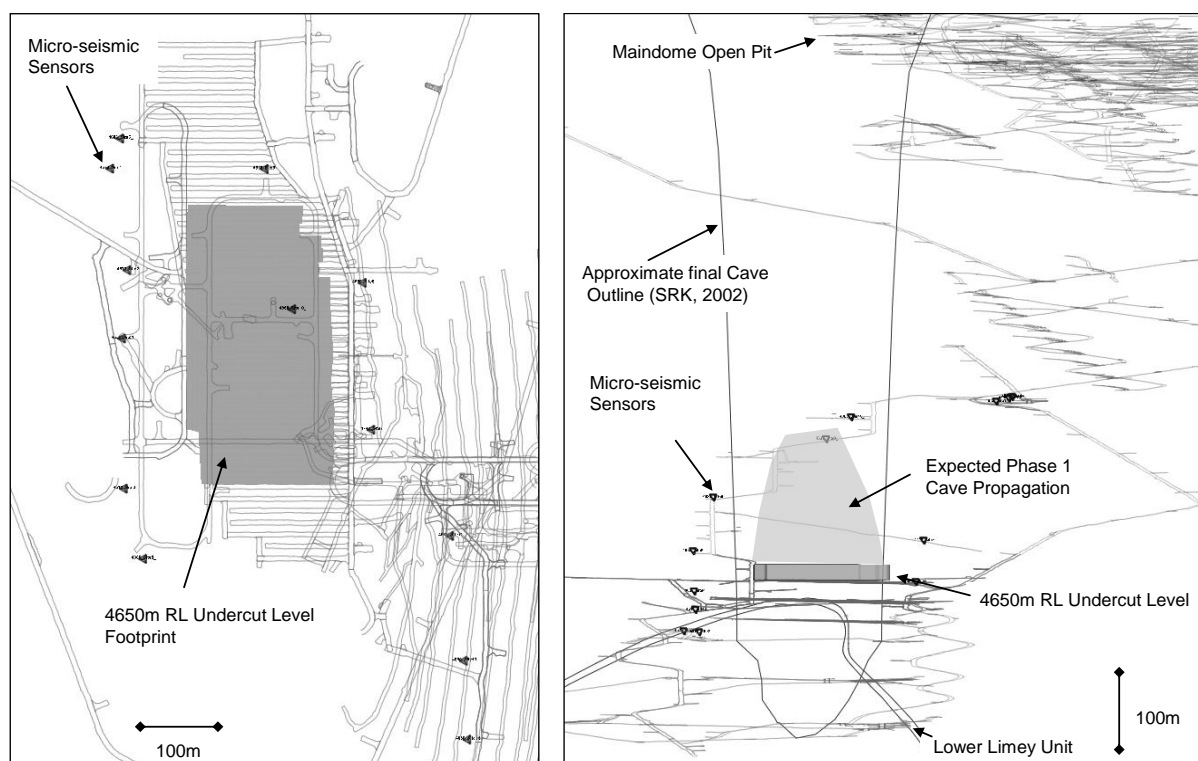 Micro-seismic
Sensors
4650m RL Undercut Level
Footprint
100m
Maindome Open Pit
Approximate final Cave
Outline (SRK, 2002)
Micro-seismic
Sensors
Expected Phase 1
Cave Propagation
4650m RL Undercut Level
100m
Lower Limey Unit